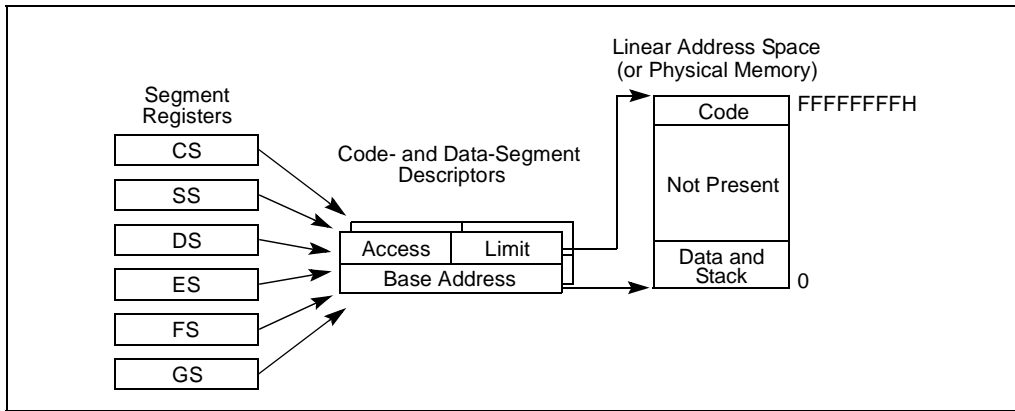 Segment
Registers
CS
SS
DS
ES
FS
GS
Code- and Data-Segment
Descriptors
Access
Limit
Base Address
Linear Address Space
(or Physical Memory)
Code
FFFFFFFFH
Not Present
Data and
Stack
0